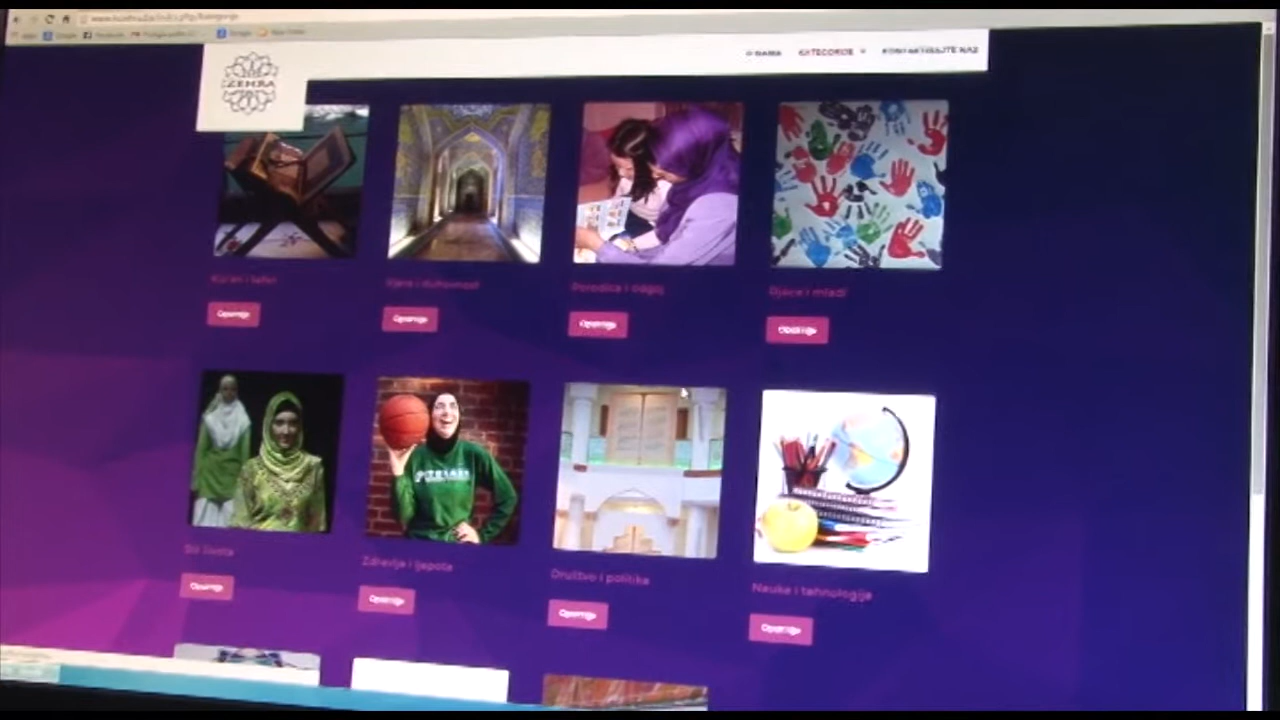 O NAMA KATEGORIJE KONTAKTIRAJTE NAS
ZEHRA
Kur'an i tefsir
Vjera i duhovnost
Porodica i odgoj
Djeca i mladi
Opširnije
Opširnije
Opširnije
Opširnije
Stil života
Zdravlje i ljepota
Društvo i politika
Nauka i tehnologija
Opširnije
Opširnije
Opširnije
Opširnije